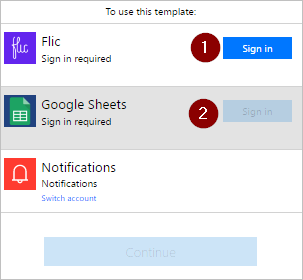 To use this template:
flic
Flic
Sign in required
1
Sign in
Google Sheets
Sign in required
2
Sign in
Notifications
Notifications
Switch account
Continue